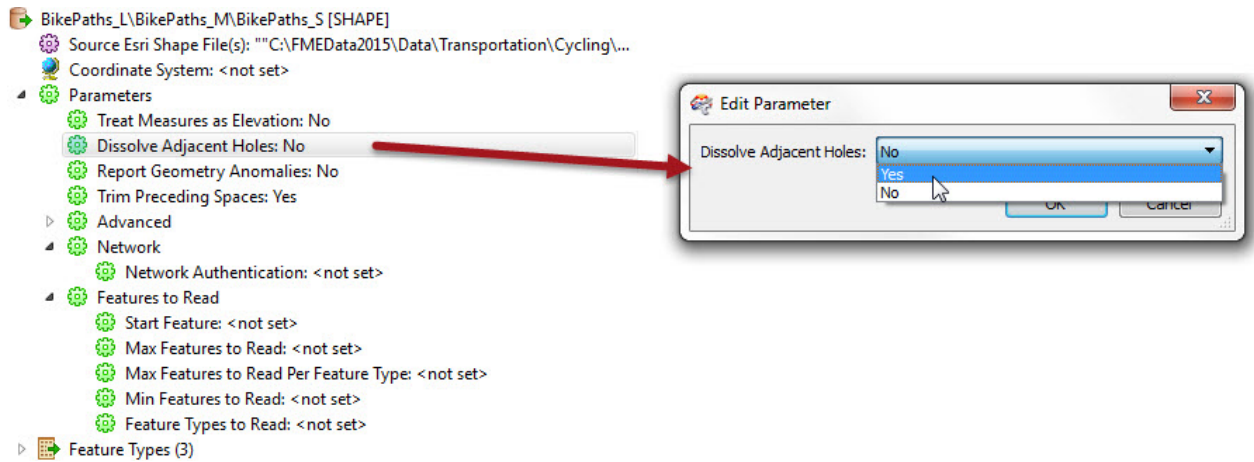 BikePaths_L\BikePaths_M\BikePaths_S [SHAPE]
Source Esri Shape File(s): ""C:\FMEData2015\Data\Transportation\Cycling\...
Coordinate System: <not set>
Parameters
Treat Measures as Elevation: No
Dissolve Adjacent Holes: No
Report Geometry Anomalies: No
Trim Preceding Spaces: Yes
Advanced
Network
Network Authentication: <not set>
Features to Read
Start Feature: <not set>
Max Features to Read: <not set>
Max Features to Read Per Feature Type: <not set>
Min Features to Read: <not set>
Feature Types to Read: <not set>
Feature Types (3)
Edit Parameter
Dissolve Adjacent Holes: No
Yes
No
OK Cancel